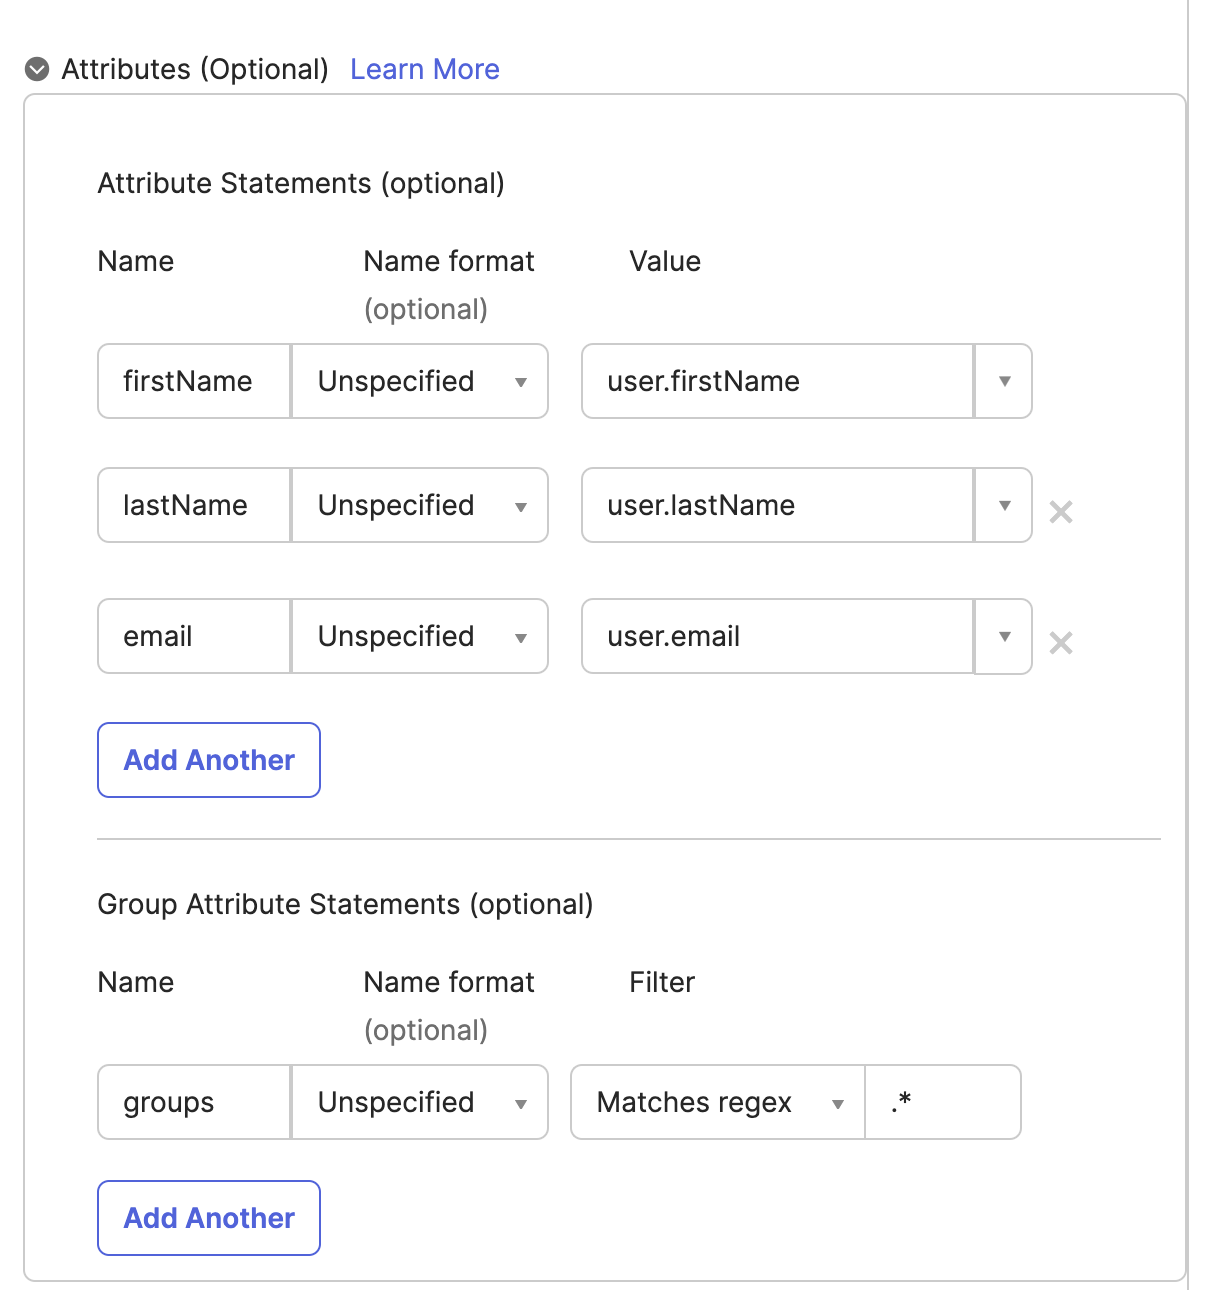 Attributes (Optional) Learn More
Attribute Statements (optional)
Name Name format Value
(optional)
firstName Unspecified user.firstName
lastName Unspecified user.lastName
email Unspecified user.email
Add Another
Group Attribute Statements (optional)
Name Name format Filter
(optional)
groups Unspecified Matches regex .*
Add Another